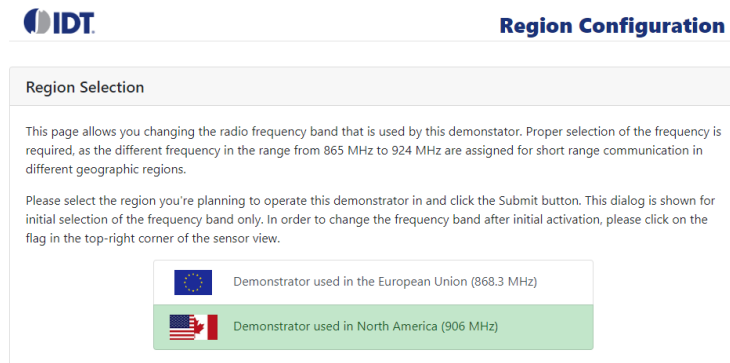 IDT.
Region Configuration
Region Selection
This page allows you changing the radio frequency band that is used by this demonstator. Proper selection of the frequency is
required, as the different frequency in the range from 865 MHz to 924 MHz are assigned for short range communication in
different geographic regions.
Please select the region you're planning to operate this demonstrator in and click the Submit button. This dialog is shown for
initial selection of the frequency band only. In order to change the frequency band after initial activation, please click on the
flag in the top-right corner of the sensor view.
Demonstrator used in the European Union (868.3 MHz)
Demonstrator used in North America (906 MHz)